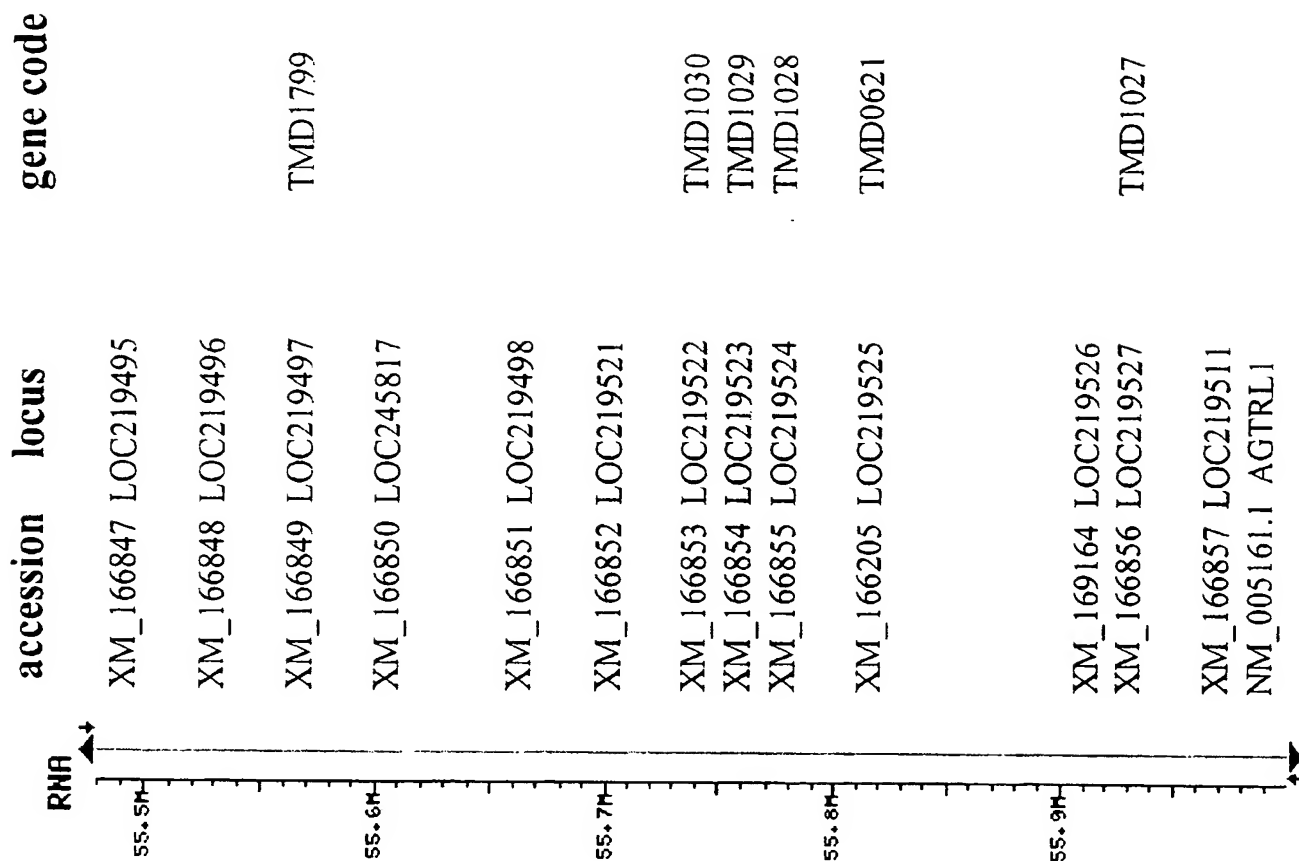 RNA accession locus gene code
55.5M XM_166847 LOC219495
XM_166848 LOC219496
XM_166849 LOC219497 TMD1799
55.6M XM_166850 LOC245817
XM_166851 LOC219498
55.7M XM_166852 LOC219521
XM_166853 LOC219522 TMD1030
XM_166854 LOC219523 TMD1029
XM_166855 LOC219524 TMD1028
55.8M XM_166205 LOC219525 TMD0621
55.9M XM_169164 LOC219526
XM_166856 LOC219527 TMD1027
XM_166857 LOC219511
NM_005161.1 AGTRL1